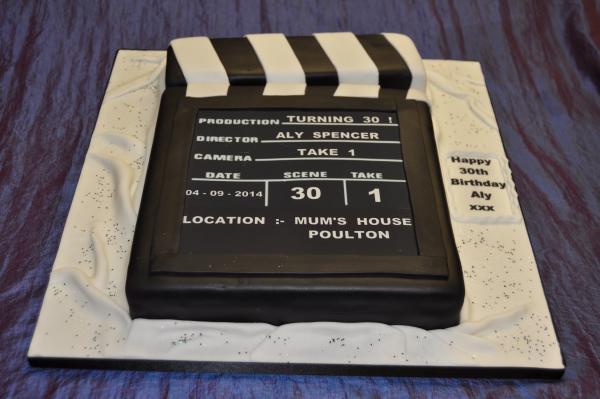 PRODUCTION TURNING 30 !
DIRECTOR ALY SPENCER
CAMERA TAKE 1
DATE SCENE TAKE
04 - 09 - 2014 30 1
LOCATION :- MUM'S HOUSE
POULTON
Happy
30th
Birthday
Aly
xxx